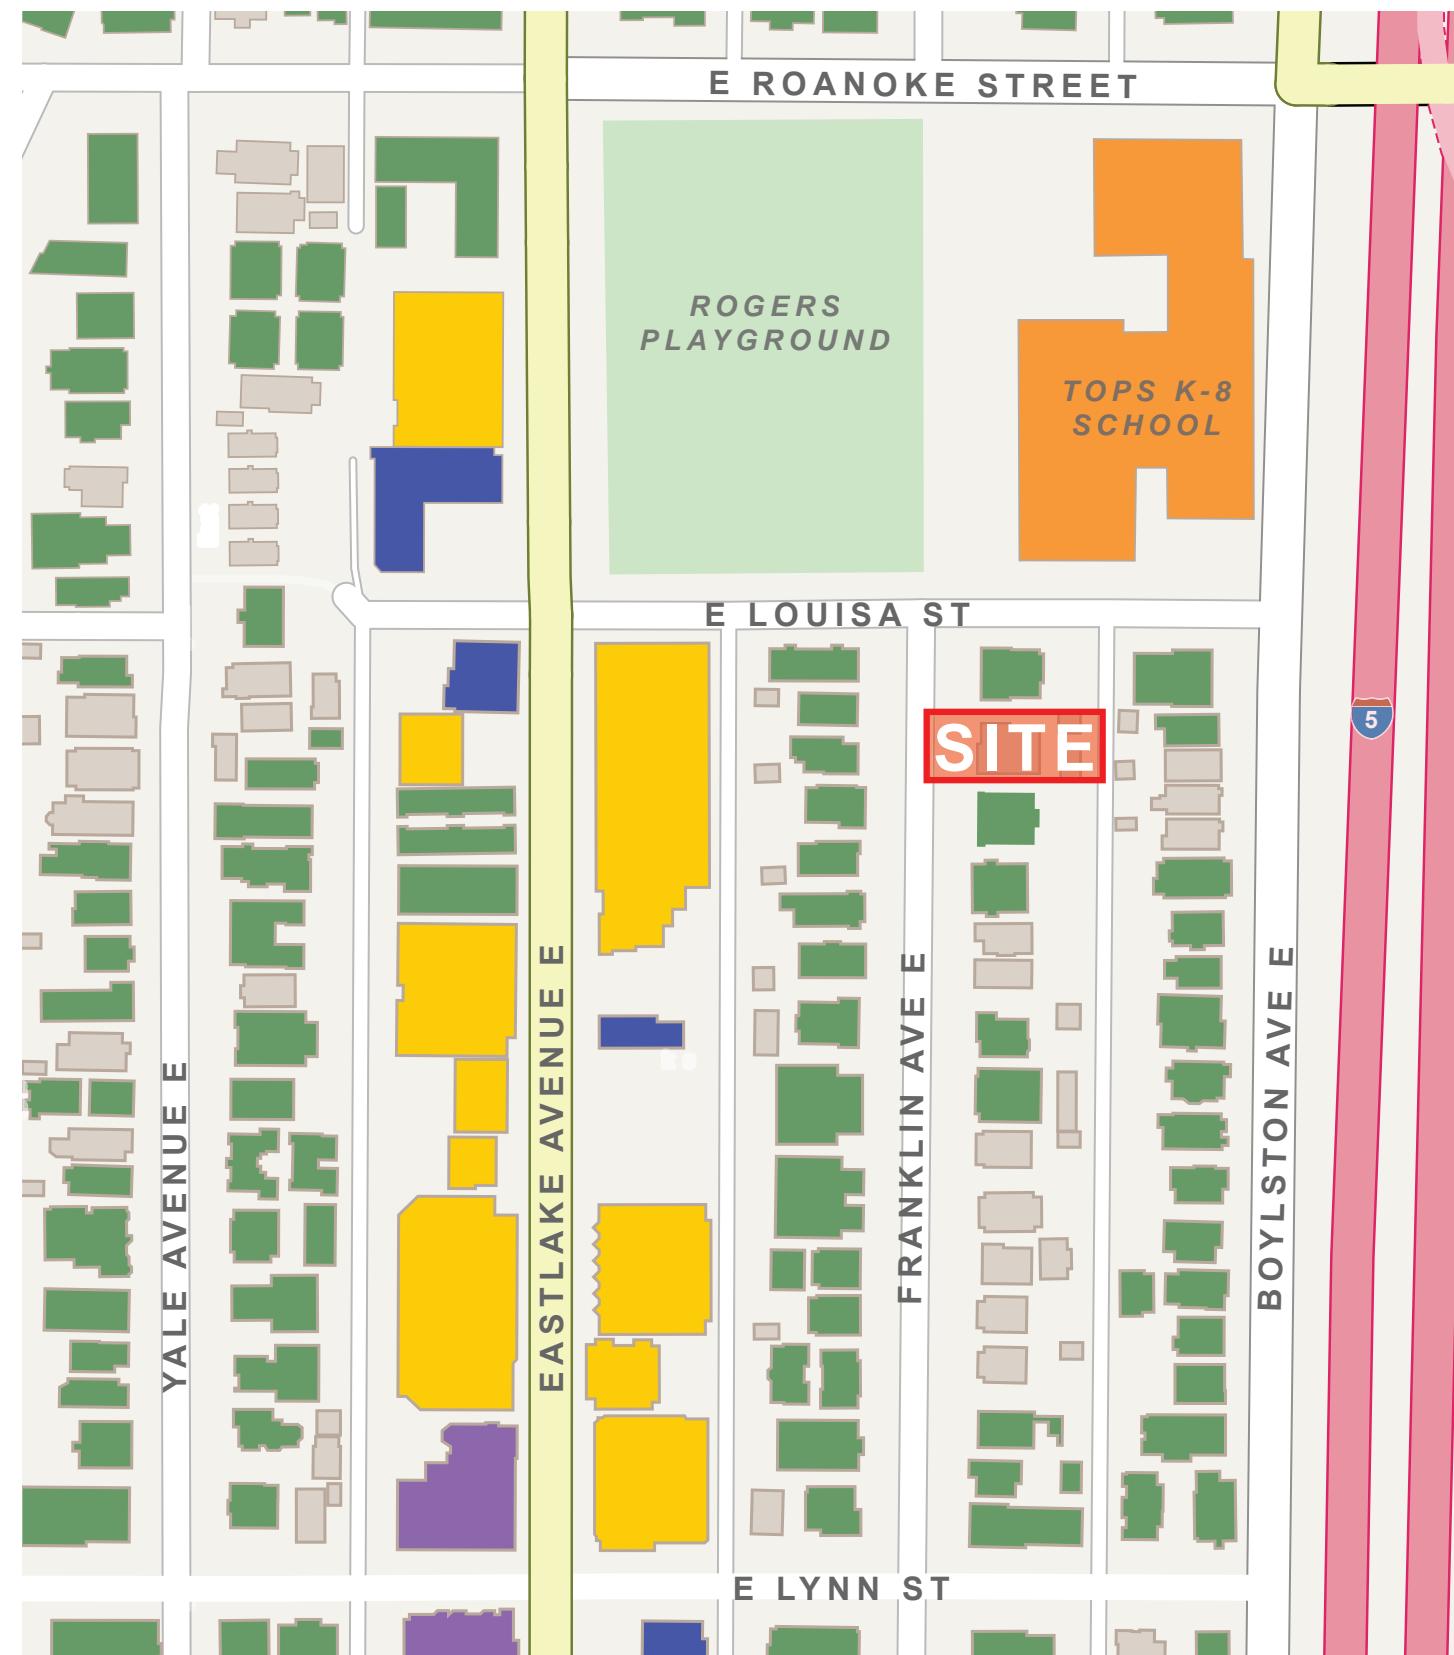 E ROANOKE STREET
ROGERS
PLAYGROUND
TOPS K-8
SCHOOL
E LOUISA ST
SITE
5
YALE AVENUE E
EASTLAKE AVENUE E
FRANKLIN AVE E
BOYLSTON AVE E
E LYNN ST